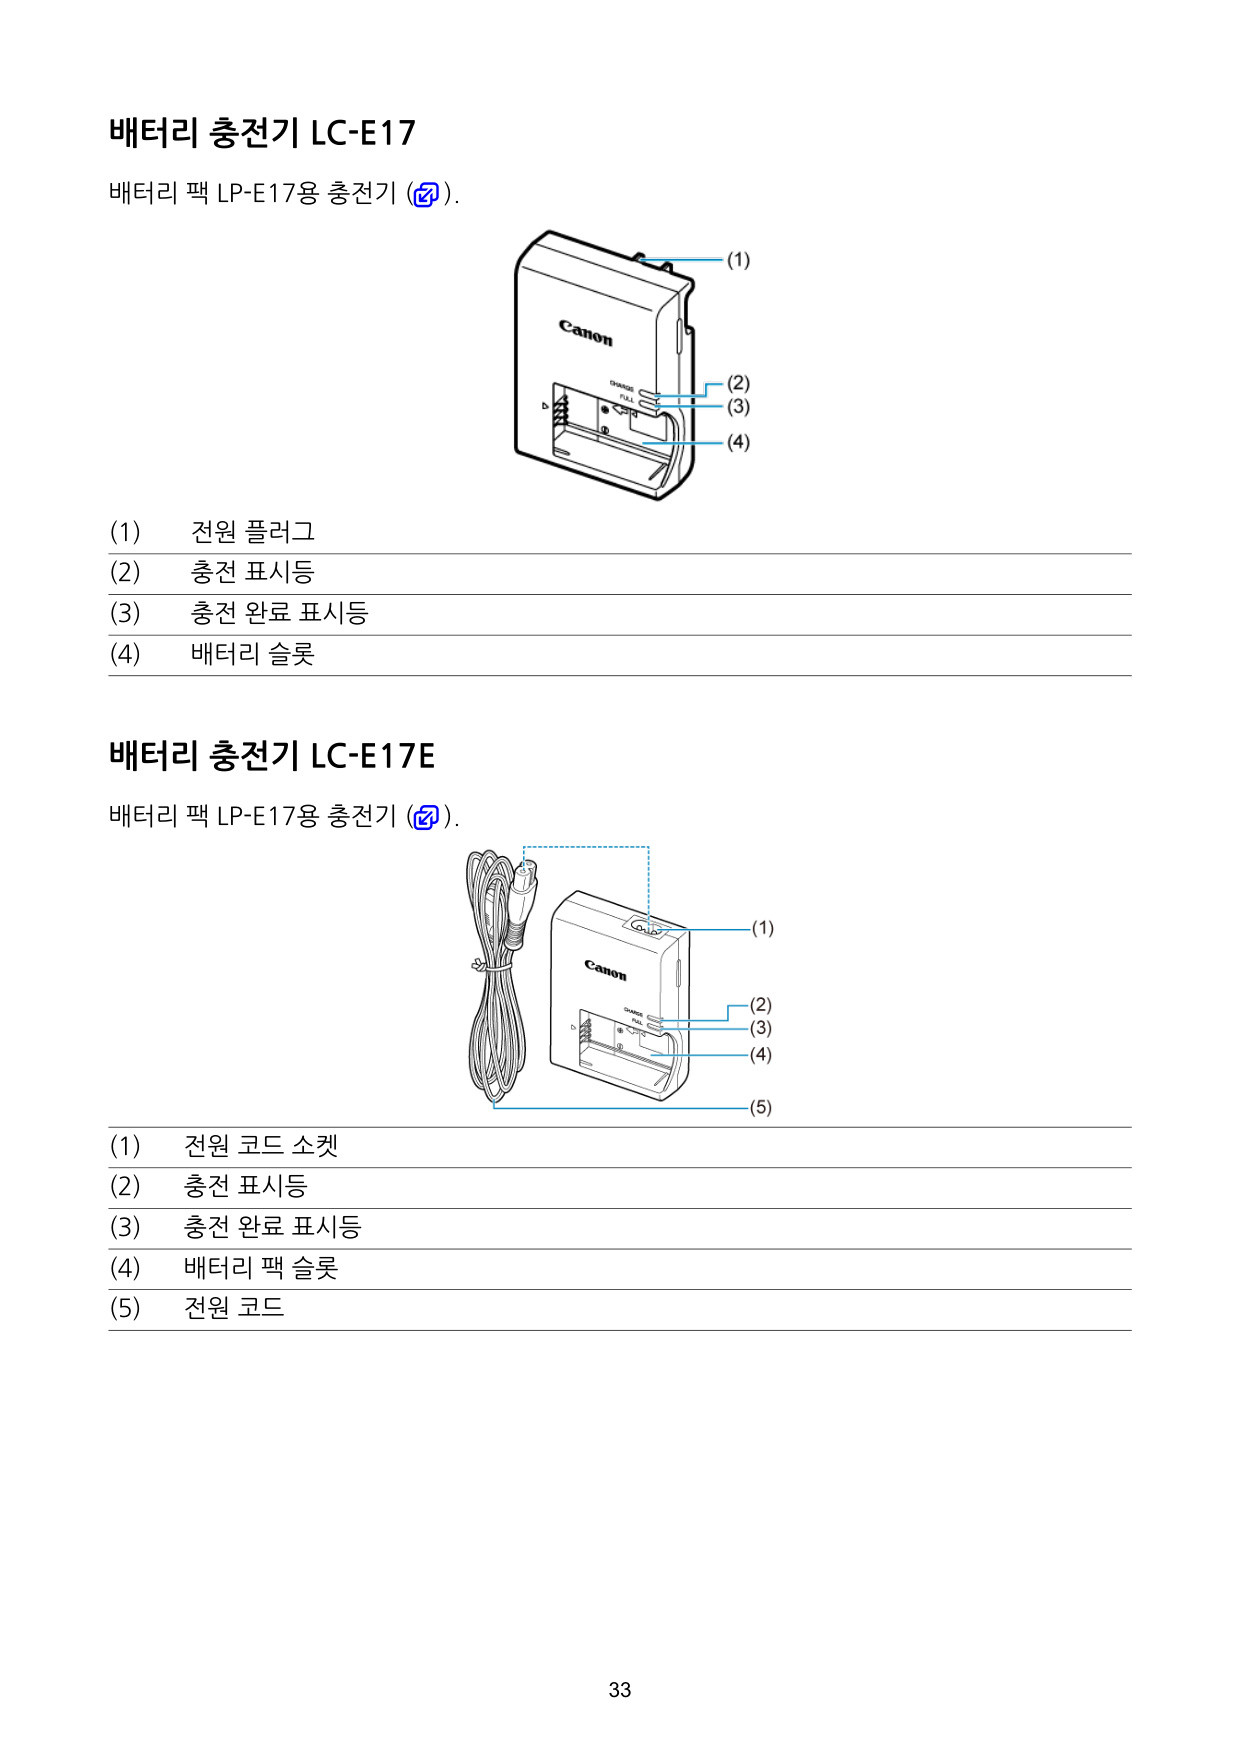 배터리 충전기 LC-E17
배터리 팩 LP-E17용 충전기 ( ).
(1)
Canon
CHARGE
(2)
FULL
(3)
(4)
(1) 전원 플러그
(2) 충전 표시등
(3) 충전 완료 표시등
(4) 배터리 슬롯
배터리 충전기 LC-E17E
배터리 팩 LP-E17용 충전기 ( ).
(1)
Canon
(2)
CHARGE
FULL
(3)
(4)
(5)
(1) 전원 코드 소켓
(2) 충전 표시등
(3) 충전 완료 표시등
(4) 배터리 팩 슬롯
(5) 전원 코드
33